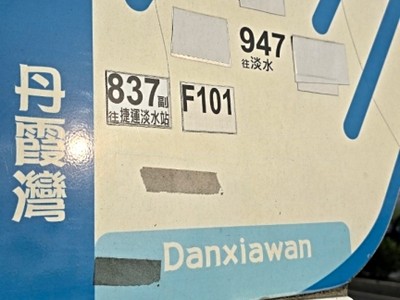 丹霞灣
947
往淡水
837副
往捷運淡水站
F101
Danxiawan